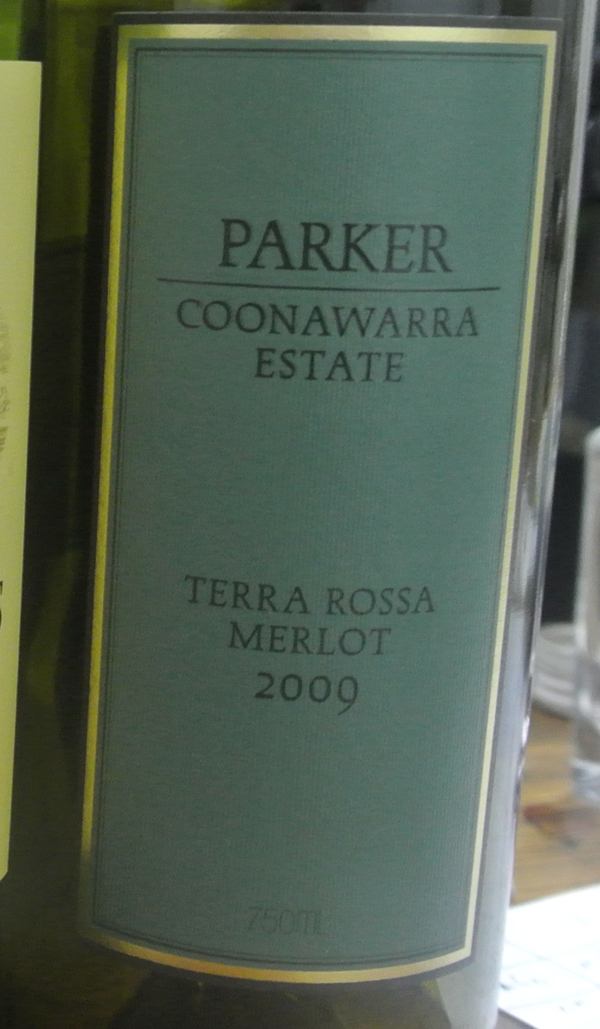 PARKER
COONAWARRA
ESTATE
TERRA ROSSA
MERLOT
2009
750ML